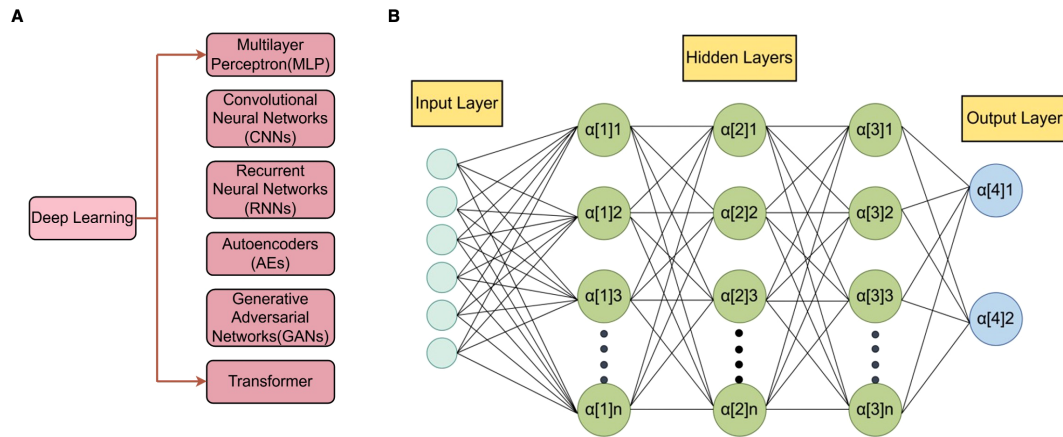 A
Deep Learning
Multilayer
Perceptron(MLP)
Convolutional
Neural Networks
(CNNs)
Recurrent
Neural Networks
(RNNs)
Autoencoders
(AEs)
Generative
Adversarial
Networks(GANs)
Transformer
B
Input Layer
Hidden Layers
Output Layer
α[1]1
α[2]1
α[3]1
α[4]1
α[1]2
α[2]2
α[3]2
α[1]3
α[2]3
α[3]3
α[4]2
α[1]n
α[2]n
α[3]n